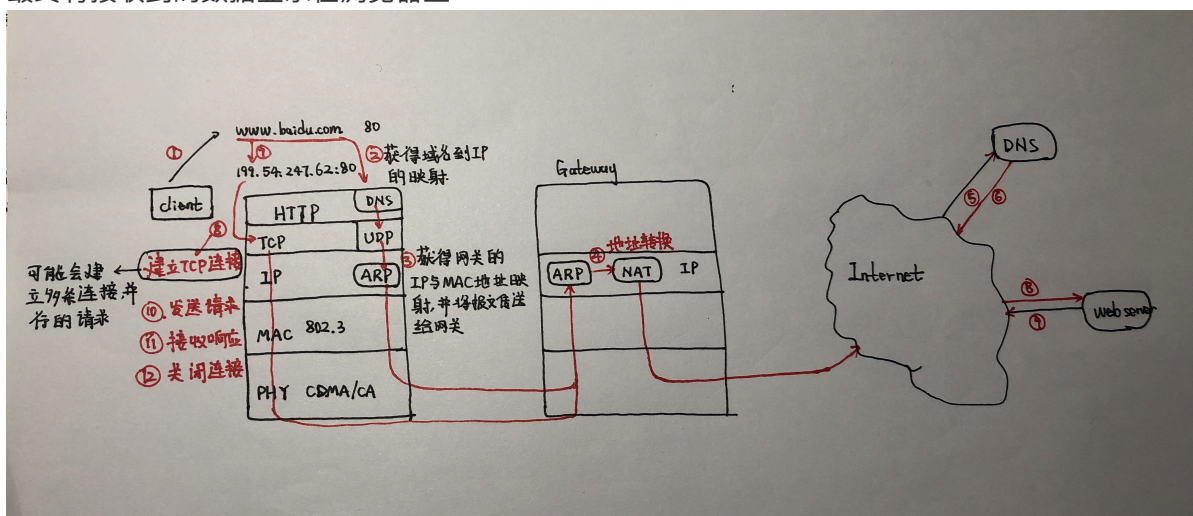 ① www.baidu.com 80
⑦
②获得域名到IP
的映射
199.54.247.62:80
client
HTTP DNS
⑧
TCP UDP
建立TCP连接
可能会建
立多条连接,并
行的请求
IP ARP
③获得网关的
IP与MAC地址映
射,并将报文发送
给网关
⑩.发送请求
⑪接收响应
⑫关闭连接
MAC 802.3
PHY CDMA/CA
Gateway
④地址转换
ARP NAT IP
Internet
DNS
⑤ ⑥
⑧
⑨
webserver